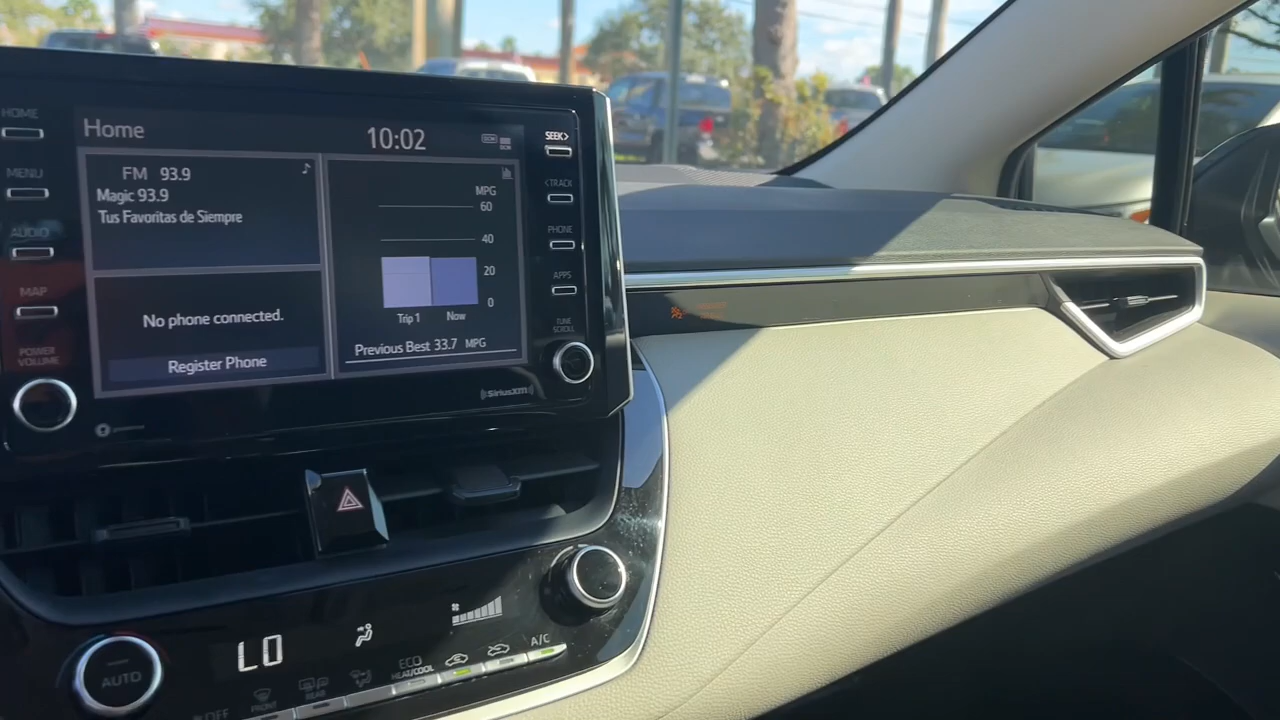 HOME
MENU
AUDIO
MAP
POWER
VOLUME
Home
10:02
FM 93.9
Magic 93.9
Tus Favoritas de Siempre
No phone connected.
Register Phone
MPG
60
40
20
0
Trip 1
Now
Previous Best 33.7 MPG
SEEK>
<TRACK
PHONE
APPS
TUNE
SCROLL
SiriusXM
LO
AUTO
OFF
FRONT
REAR
ECO
HEAT/COOL
A/C